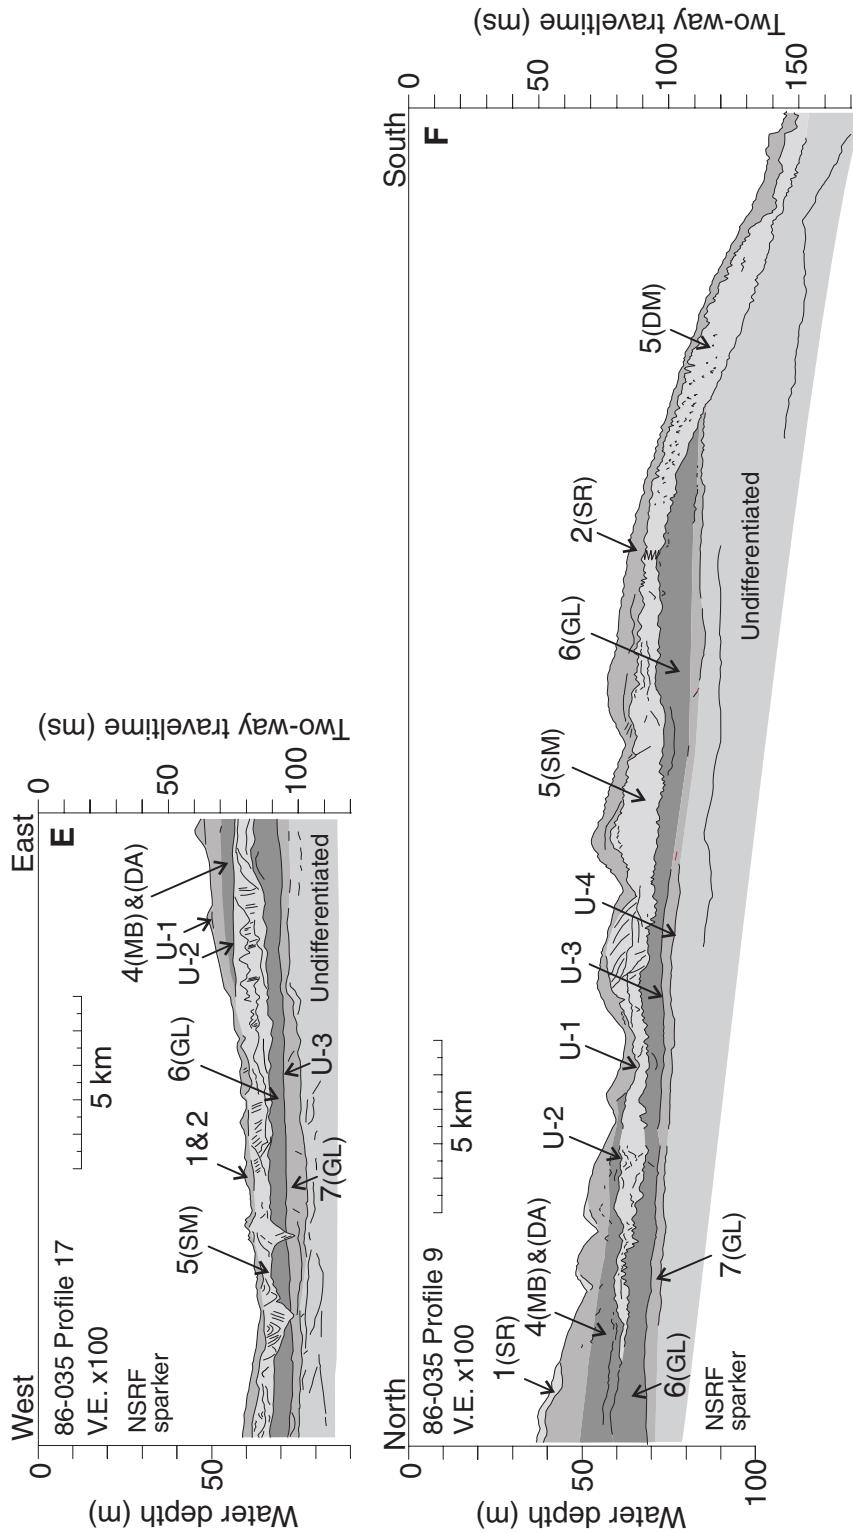 West
East
E
86-035 Profile 17
V.E. x100
NSRF
sparker
5 km
Water depth (m)
0
50
Two-way traveltime (ms)
0
50
100
5(SM)
1 & 2
6(GL)
4(MB) &(DA)
U-1
U-2
7(GL)
U-3
Undifferentiated
North
South
F
86-035 Profile 9
V.E. x100
NSRF
sparker
5 km
Water depth (m)
0
50
100
Two-way traveltime (ms)
0
50
100
150
1(SR)
4(MB) &(DA)
U-2
U-1
U-3
U-4
5(SM)
6(GL)
2(SR)
5(DM)
6(GL)
7(GL)
Undifferentiated